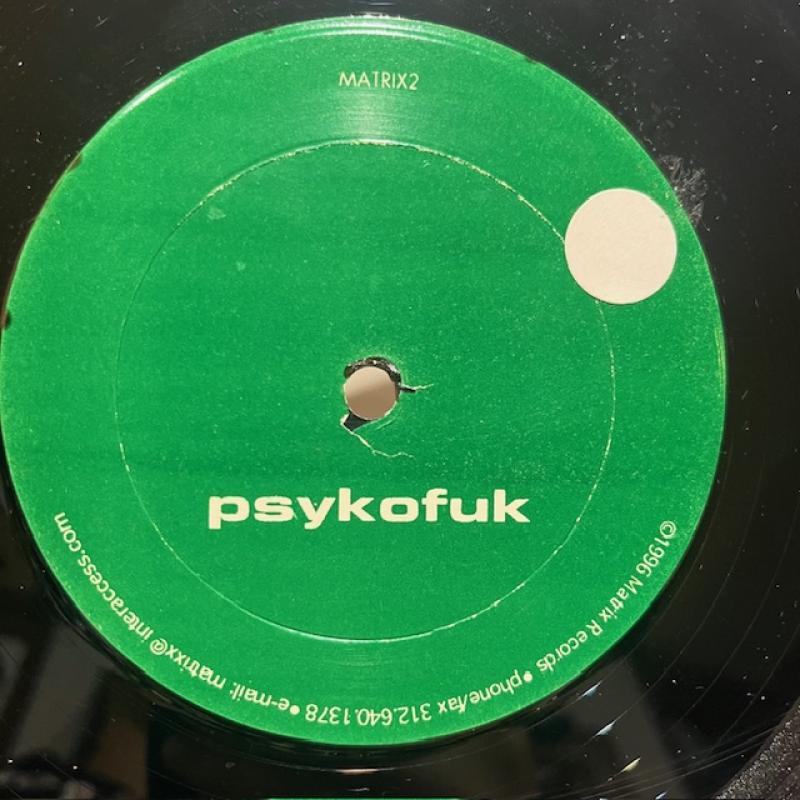 MATRIX2
psykofuk
©1996 Matrix Records • phone/fax 312.640.1378 • e-mail: matrixx@interaccess.com